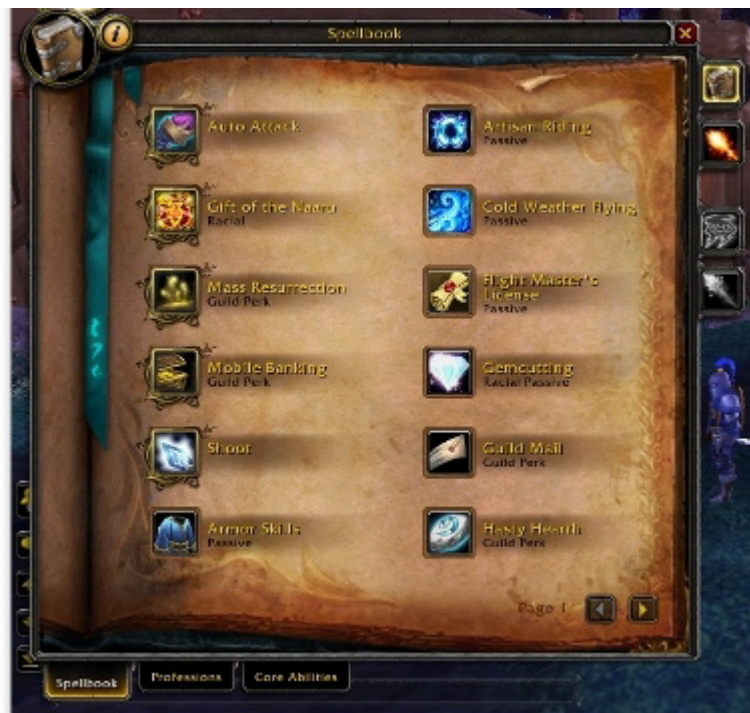 Spellbook
Auto Attack
Gift of the Naaru
Racial
Mass Resurrection
Guild Perk
Mobile Banking
Guild Perk
Shoot
Armor Skills
Passive
Artisan Riding
Passive
Cold Weather Flying
Passive
Flight Master's
License
Passive
Gemcutting
Racial Passive
Guild Mail
Guild Perk
Hasty Hearth
Guild Perk
Page 1
Spellbook
Professions
Core Abilities